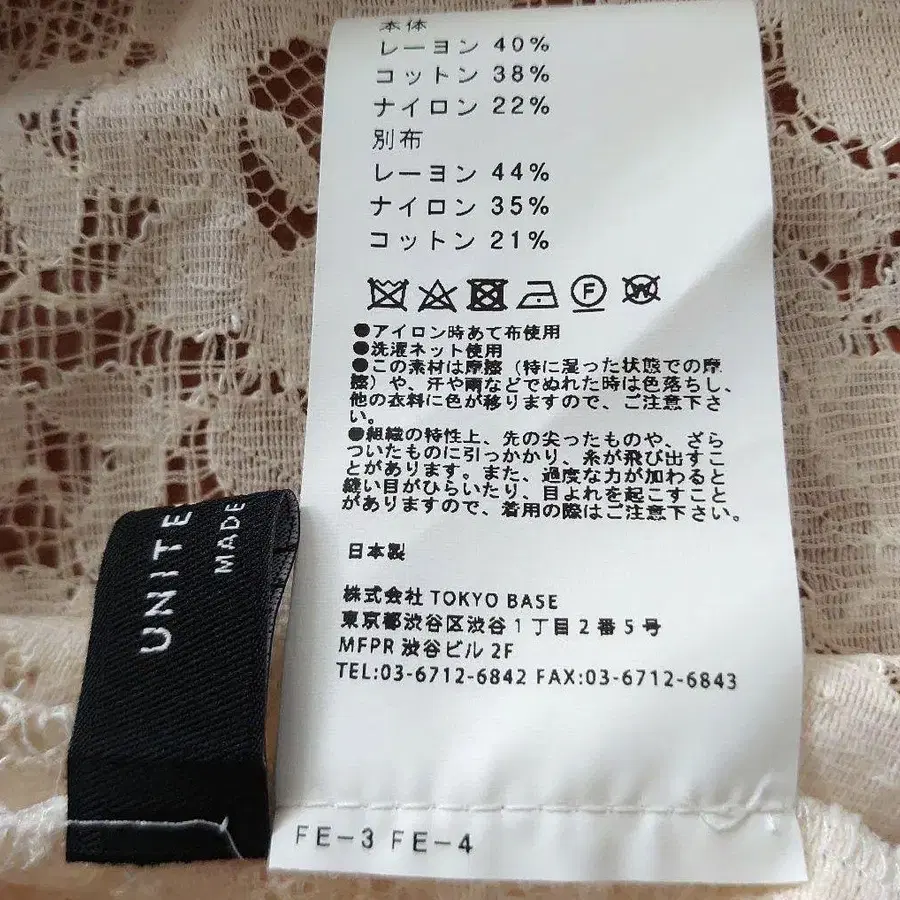 本体
レーヨン 40%
コットン 38%
ナイロン 22%
別布
レーヨン 44%
ナイロン 35%
コットン 21%
F W
●アイロン時あて布使用
●洗濯ネット使用
●この素材は摩擦（特に湿った状態での摩
擦）や、汗や雨などでぬれた時は色落ちし、
他の衣料に色が移りますので、ご注意下さ
い。
●組織の特性上、先の尖ったものや、ざら
ついたものに引っかかり、糸が飛び出すこ
とがあります。また、過度な力が加わると
縫い目がひらいたり、目よれを起こすこと
がありますので、着用の際はご注意下さい。
日本製
株式会社 TOKYO BASE
東京都渋谷区渋谷1丁目2番5号
MFPR 渋谷ビル 2F
TEL:03-6712-6842 FAX:03-6712-6843
FE-3 FE-4
UNITE
MADE